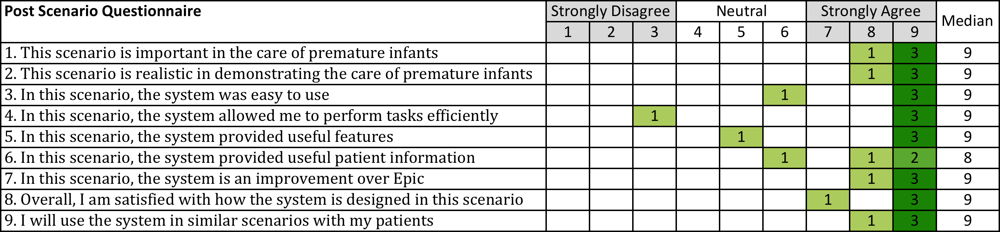 Post Scenario Questionnaire Strongly Disagree Neutral Strongly Agree Median
1 2 3 4 5 6 7 8 9
1. This scenario is important in the care of premature infants 1 3 9
2. This scenario is realistic in demonstrating the care of premature infants 1 3 9
3. In this scenario, the system was easy to use 1 3 9
4. In this scenario, the system allowed me to perform tasks efficiently 1 3 9
5. In this scenario, the system provided useful features 1 3 9
6. In this scenario, the system provided useful patient information 1 1 2 8
7. In this scenario, the system is an improvement over Epic 1 3 9
8. Overall, I am satisfied with how the system is designed in this scenario 1 3 9
9. I will use the system in similar scenarios with my patients 1 3 9